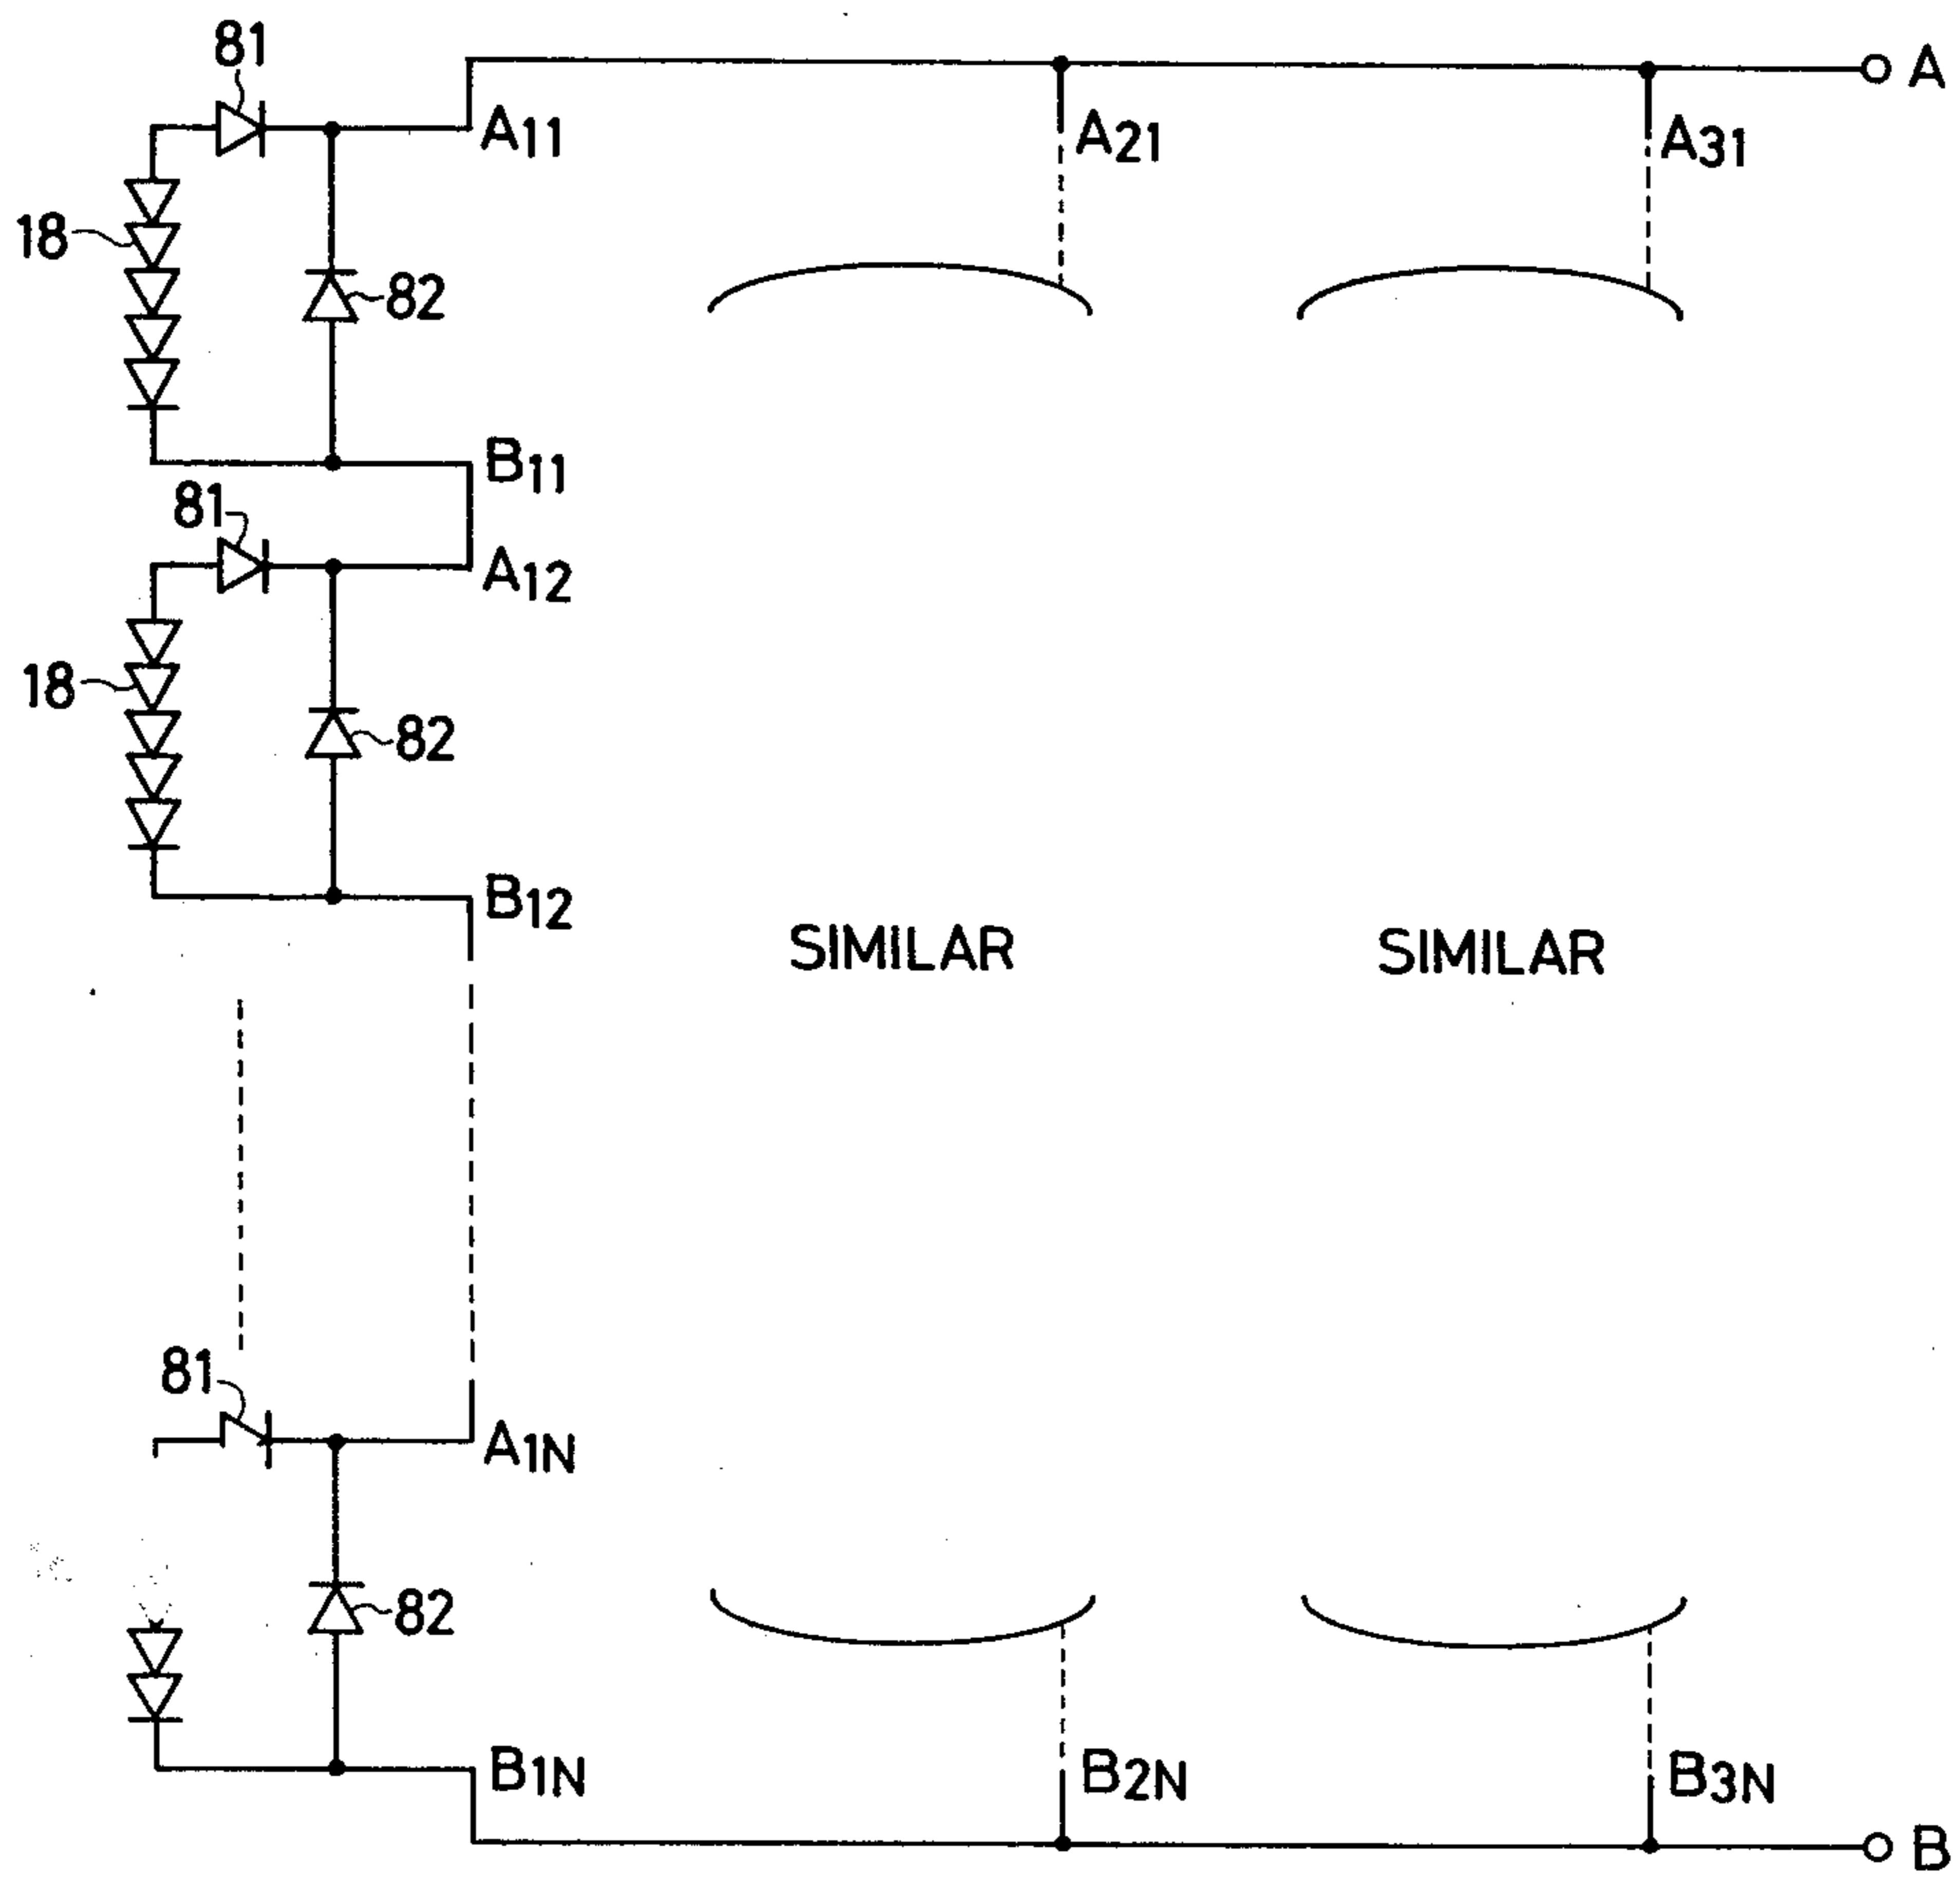 81
A
A11
A21
A31
18
82
B11
81
A12
18
82
B12
SIMILAR
SIMILAR
81
A1N
82
B1N
B2N
B3N
B